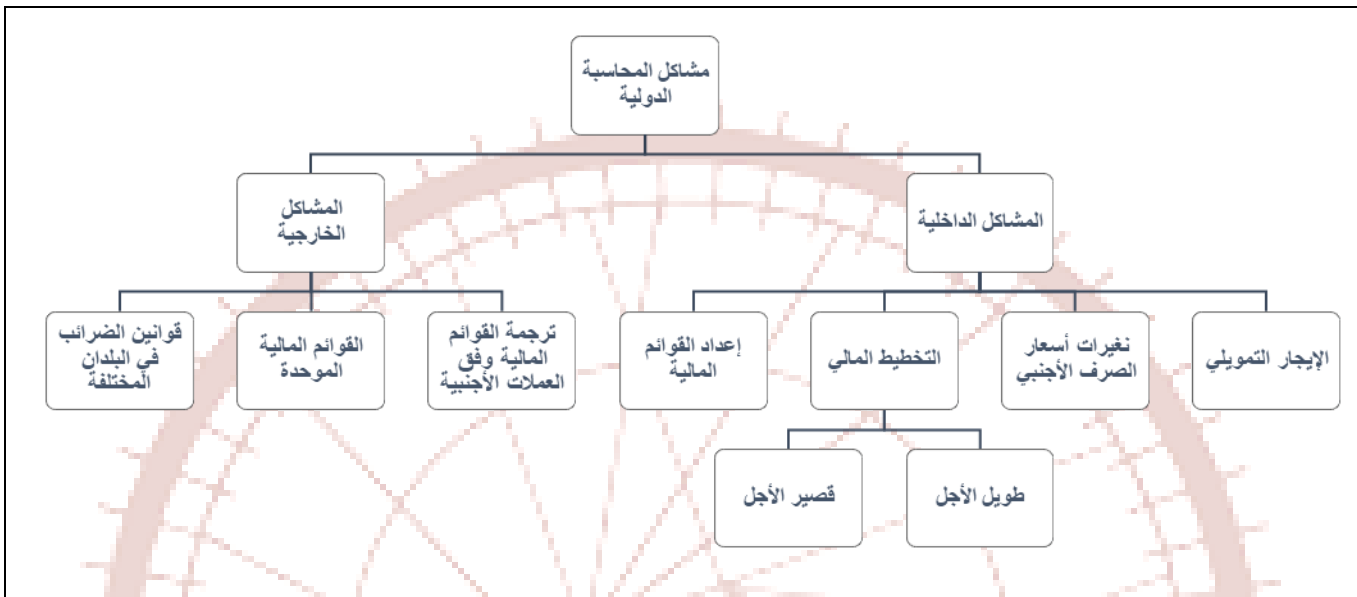 مشاكل المحاسبة
الدولية
المشاكل الداخلية
المشاكل
الخارجية
الإيجار التمويلي
نغيرات أسعار
الصرف الأجنبي
التخطيط المالي
إعداد القوائم
المالية
ترجمة القوائم
المالية وفق
العملات الأجنبية
القوائم المالية
الموحدة
قوانين الضرائب
في البلدان
المختلفة
طويل الأجل
قصير الأجل